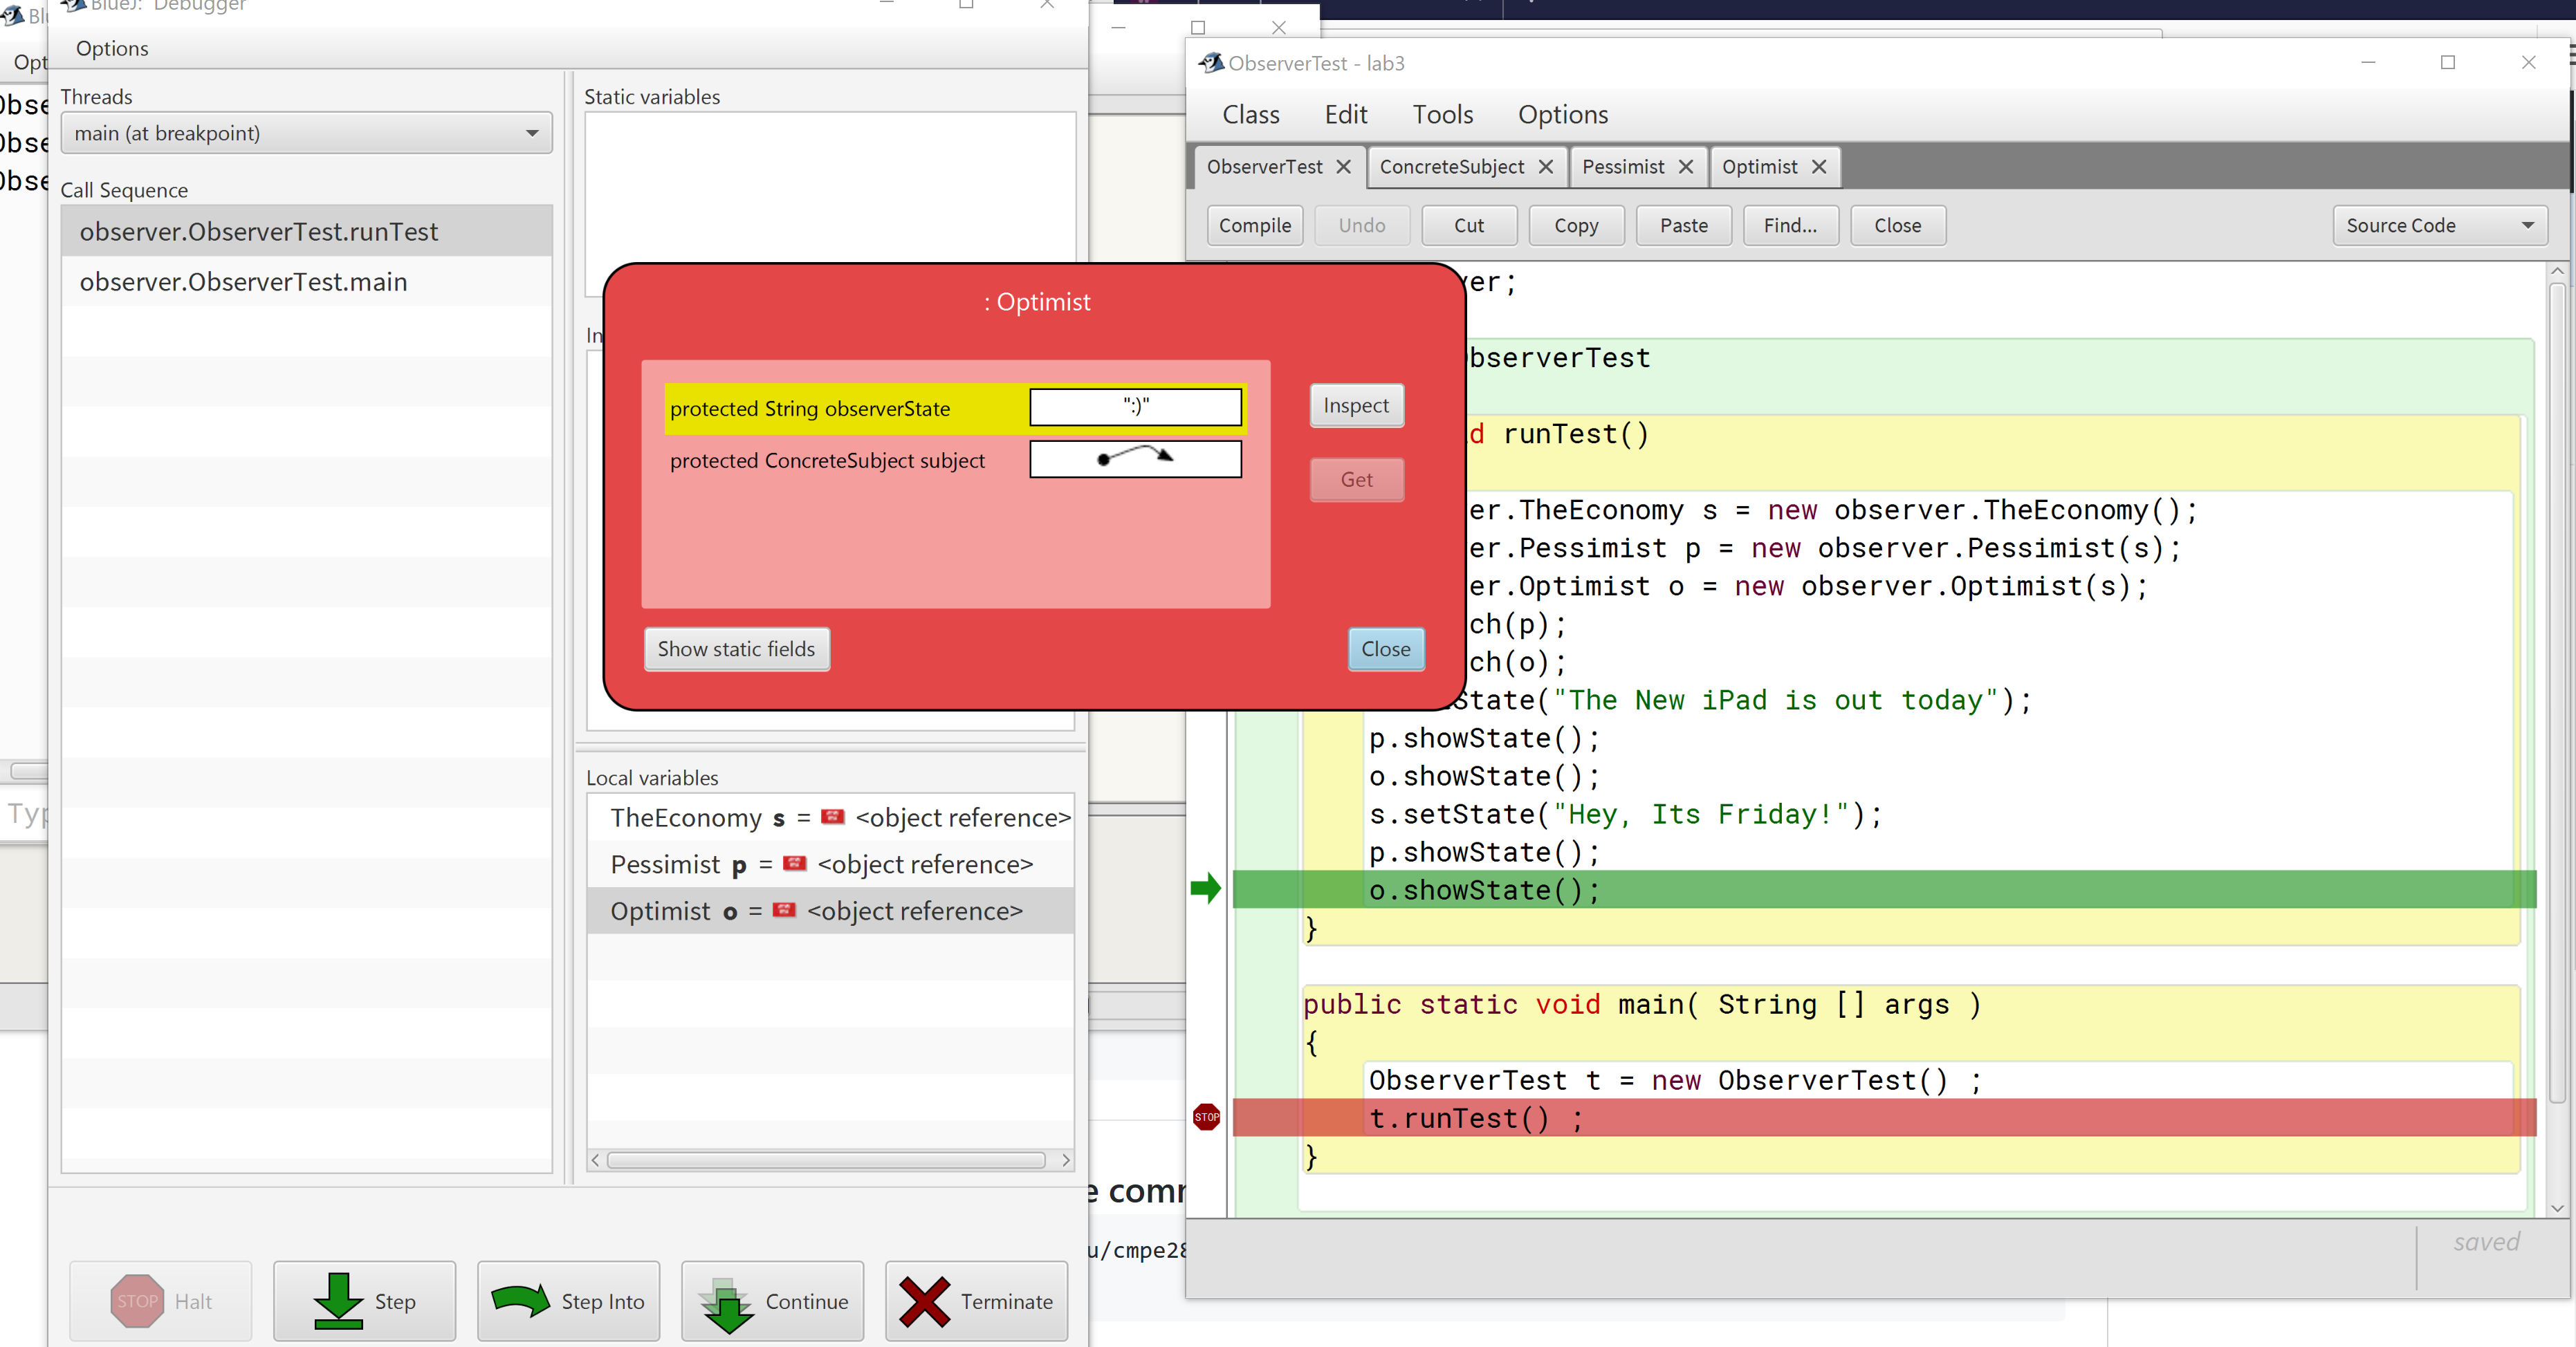 BlueJ: Debugger
Options
Threads
main (at breakpoint)
Call Sequence
observer.ObserverTest.runTest
observer.ObserverTest.main
Static variables
: Optimist
protected String observerState
":)"
protected ConcreteSubject subject
Inspect
Get
Show static fields
Close
Local variables
TheEconomy s = <object reference>
Pessimist p = <object reference>
Optimist o = <object reference>
STOP Halt
Step
Step Into
Continue
Terminate
ObserverTest - lab3
Class Edit Tools Options
ObserverTest ConcreteSubject Pessimist Optimist
Compile Undo Cut Copy Paste Find... Close Source Code
ver;
bserverTest
d runTest()
er.TheEconomy s = new observer.TheEconomy();
er.Pessimist p = new observer.Pessimist(s);
er.Optimist o = new observer.Optimist(s);
ch(p);
ch(o);
State("The New iPad is out today");
p.showState();
o.showState();
s.setState("Hey, Its Friday!");
p.showState();
o.showState();
}
public static void main( String [] args )
{
ObserverTest t = new ObserverTest() ;
STOP
t.runTest() ;
}
saved
e com
u/cmpe28
Opt
Obse
Obse
Obse
Typ